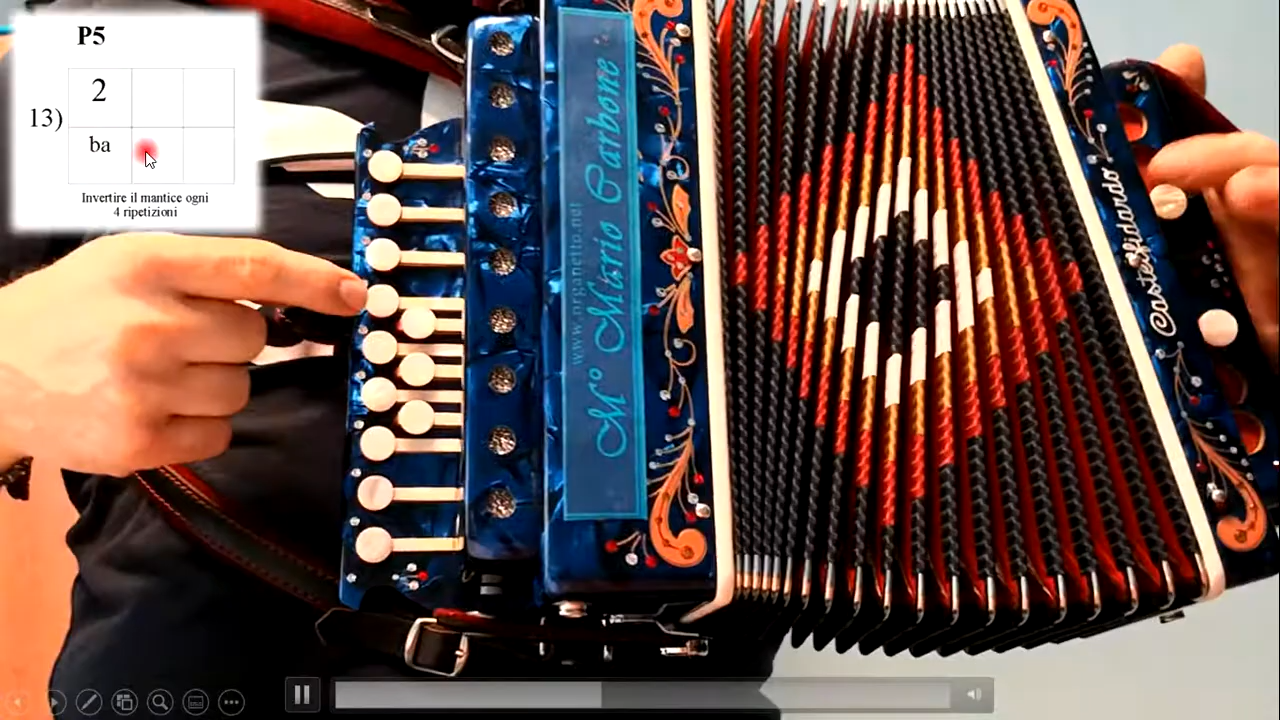 P5
2
13)
ba
Invertire il mantice ogni
4 ripetizioni
M° Mario Carbone
www.organetto.net
Castelfidardo